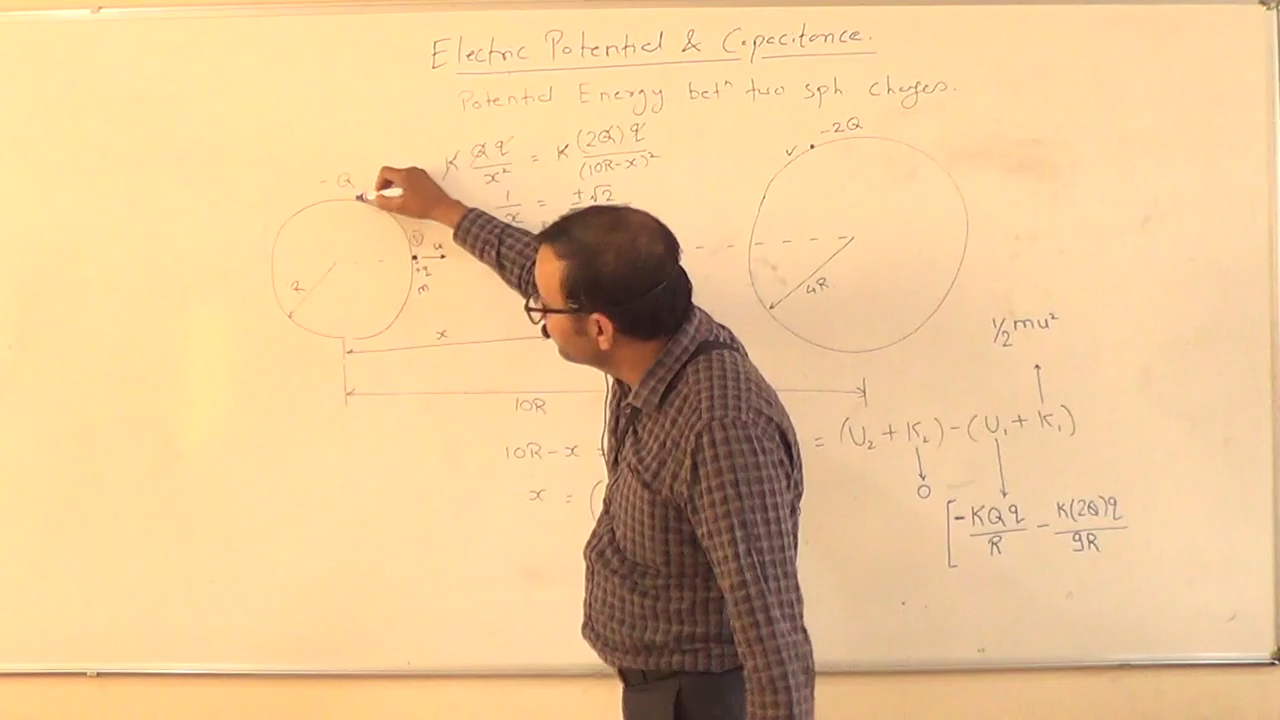 Electric Potential & Capacitance.
Potential Energy betⁿ two sph charges.
K Qq/x² = K (2Q)q/(10R-x)²
1/x = ±√2
-Q
-2Q
u
+q
m
R
4R
x
10R
½mu²
10R-x =
x = (
= (U₂ + K₂) - (U₁ + K₁)
0
[-KQq/R - K(2Q)q/9R